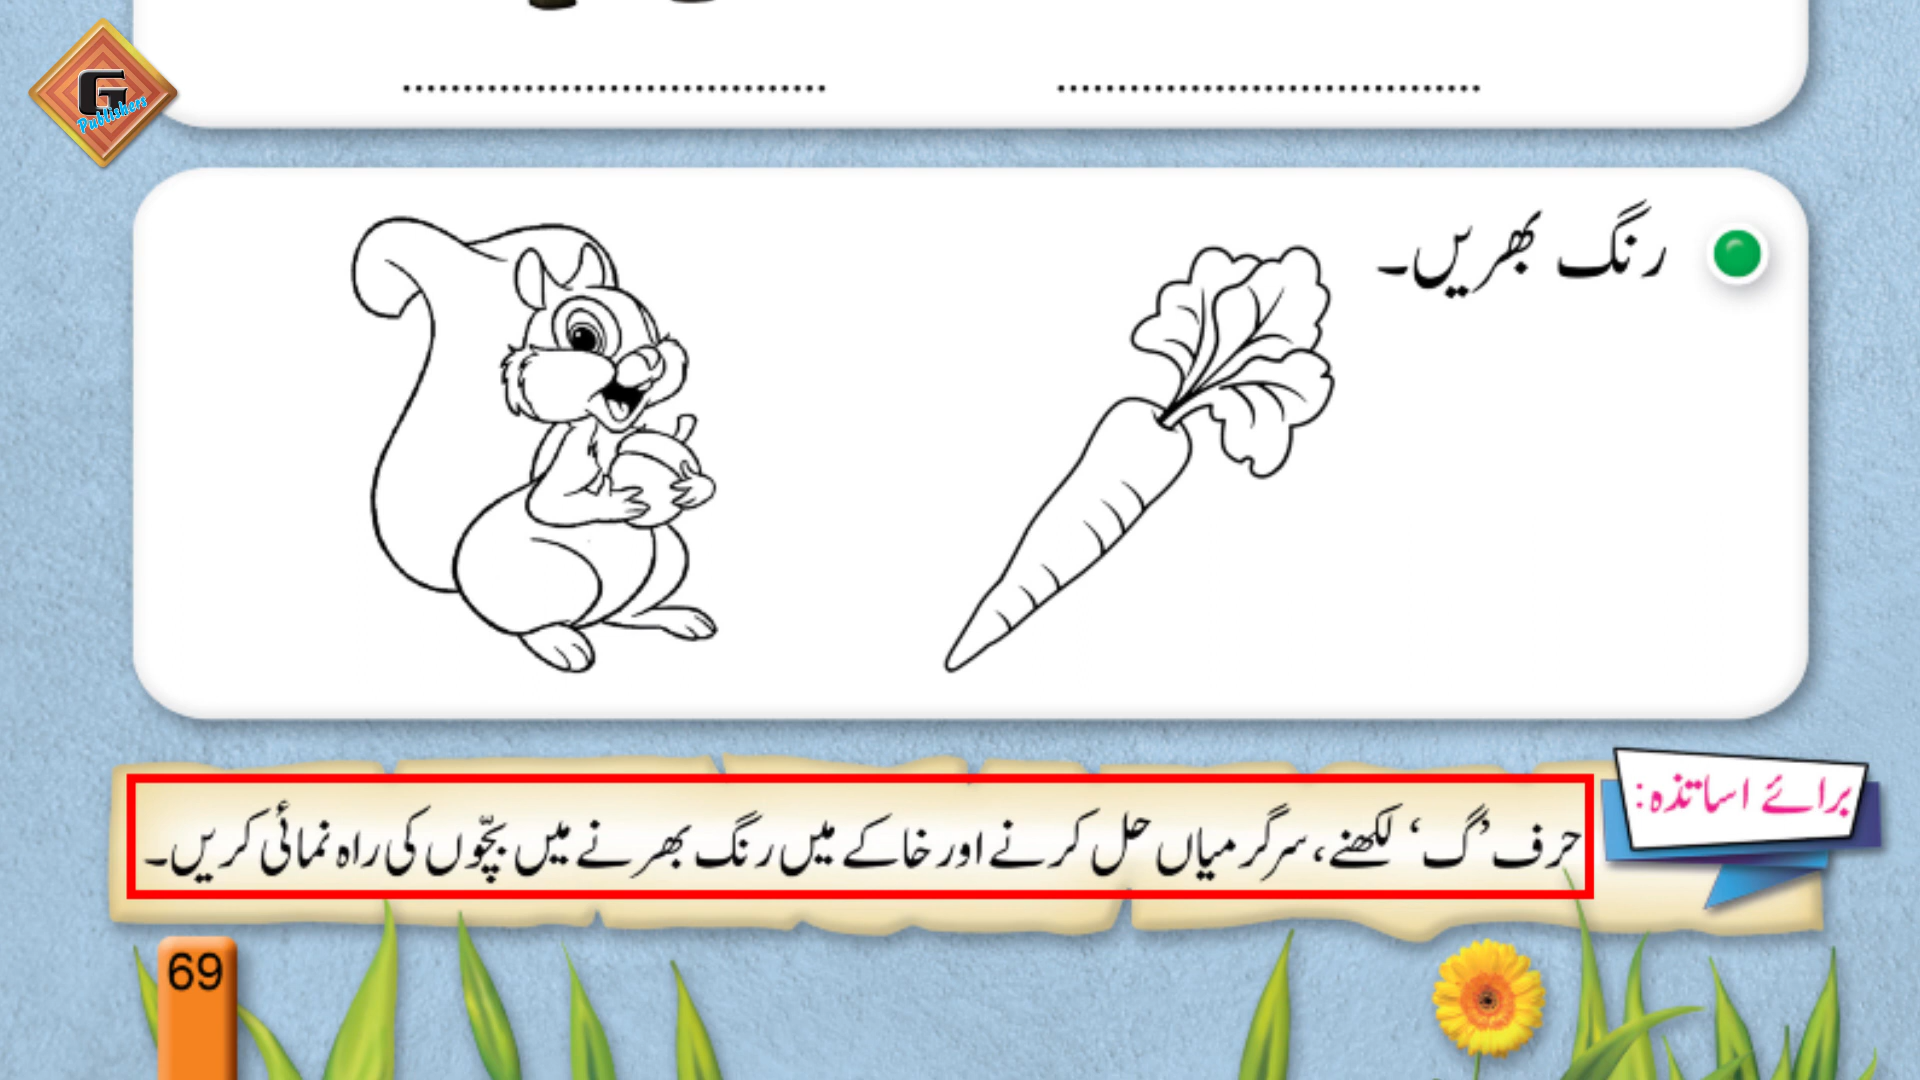 G
Publishers
رنگ بھریں۔
برائے اساتذہ:
حرف ’گ‘ لکھنے، سرگرمیاں حل کرنے اور خاکے میں رنگ بھرنے میں بچّوں کی راہ نمائی کریں۔
69